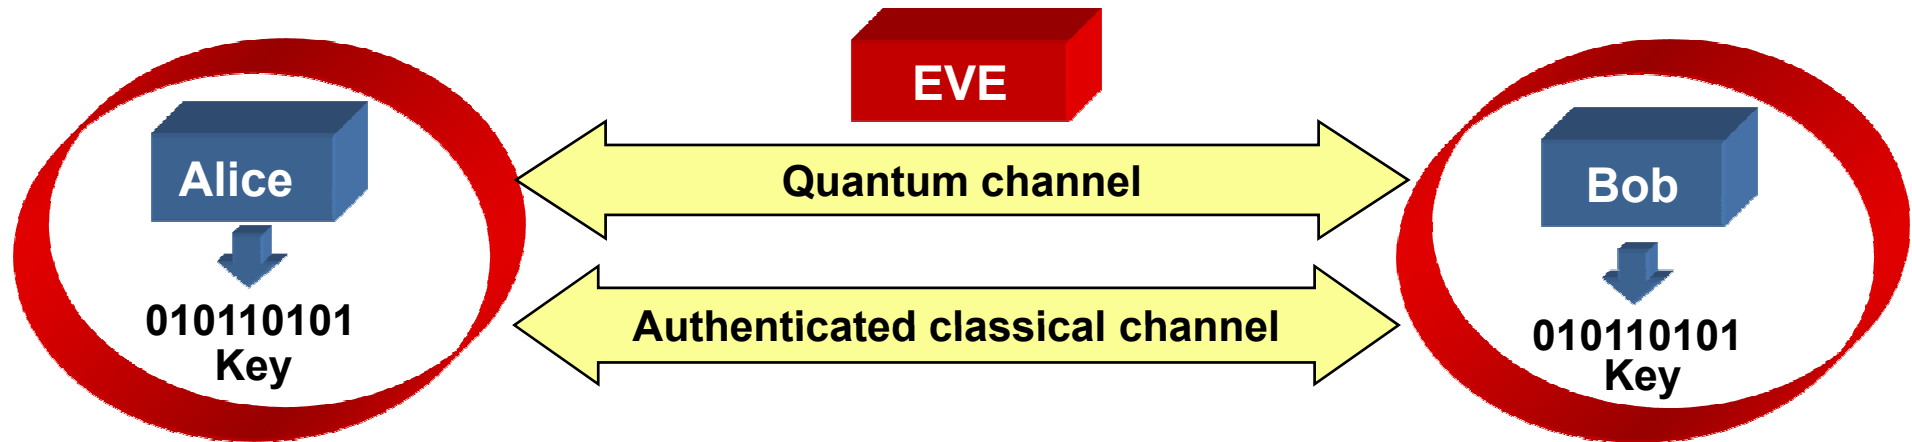 EVE
Alice
Quantum channel
Bob
010110101
Key
Authenticated classical channel
010110101
Key